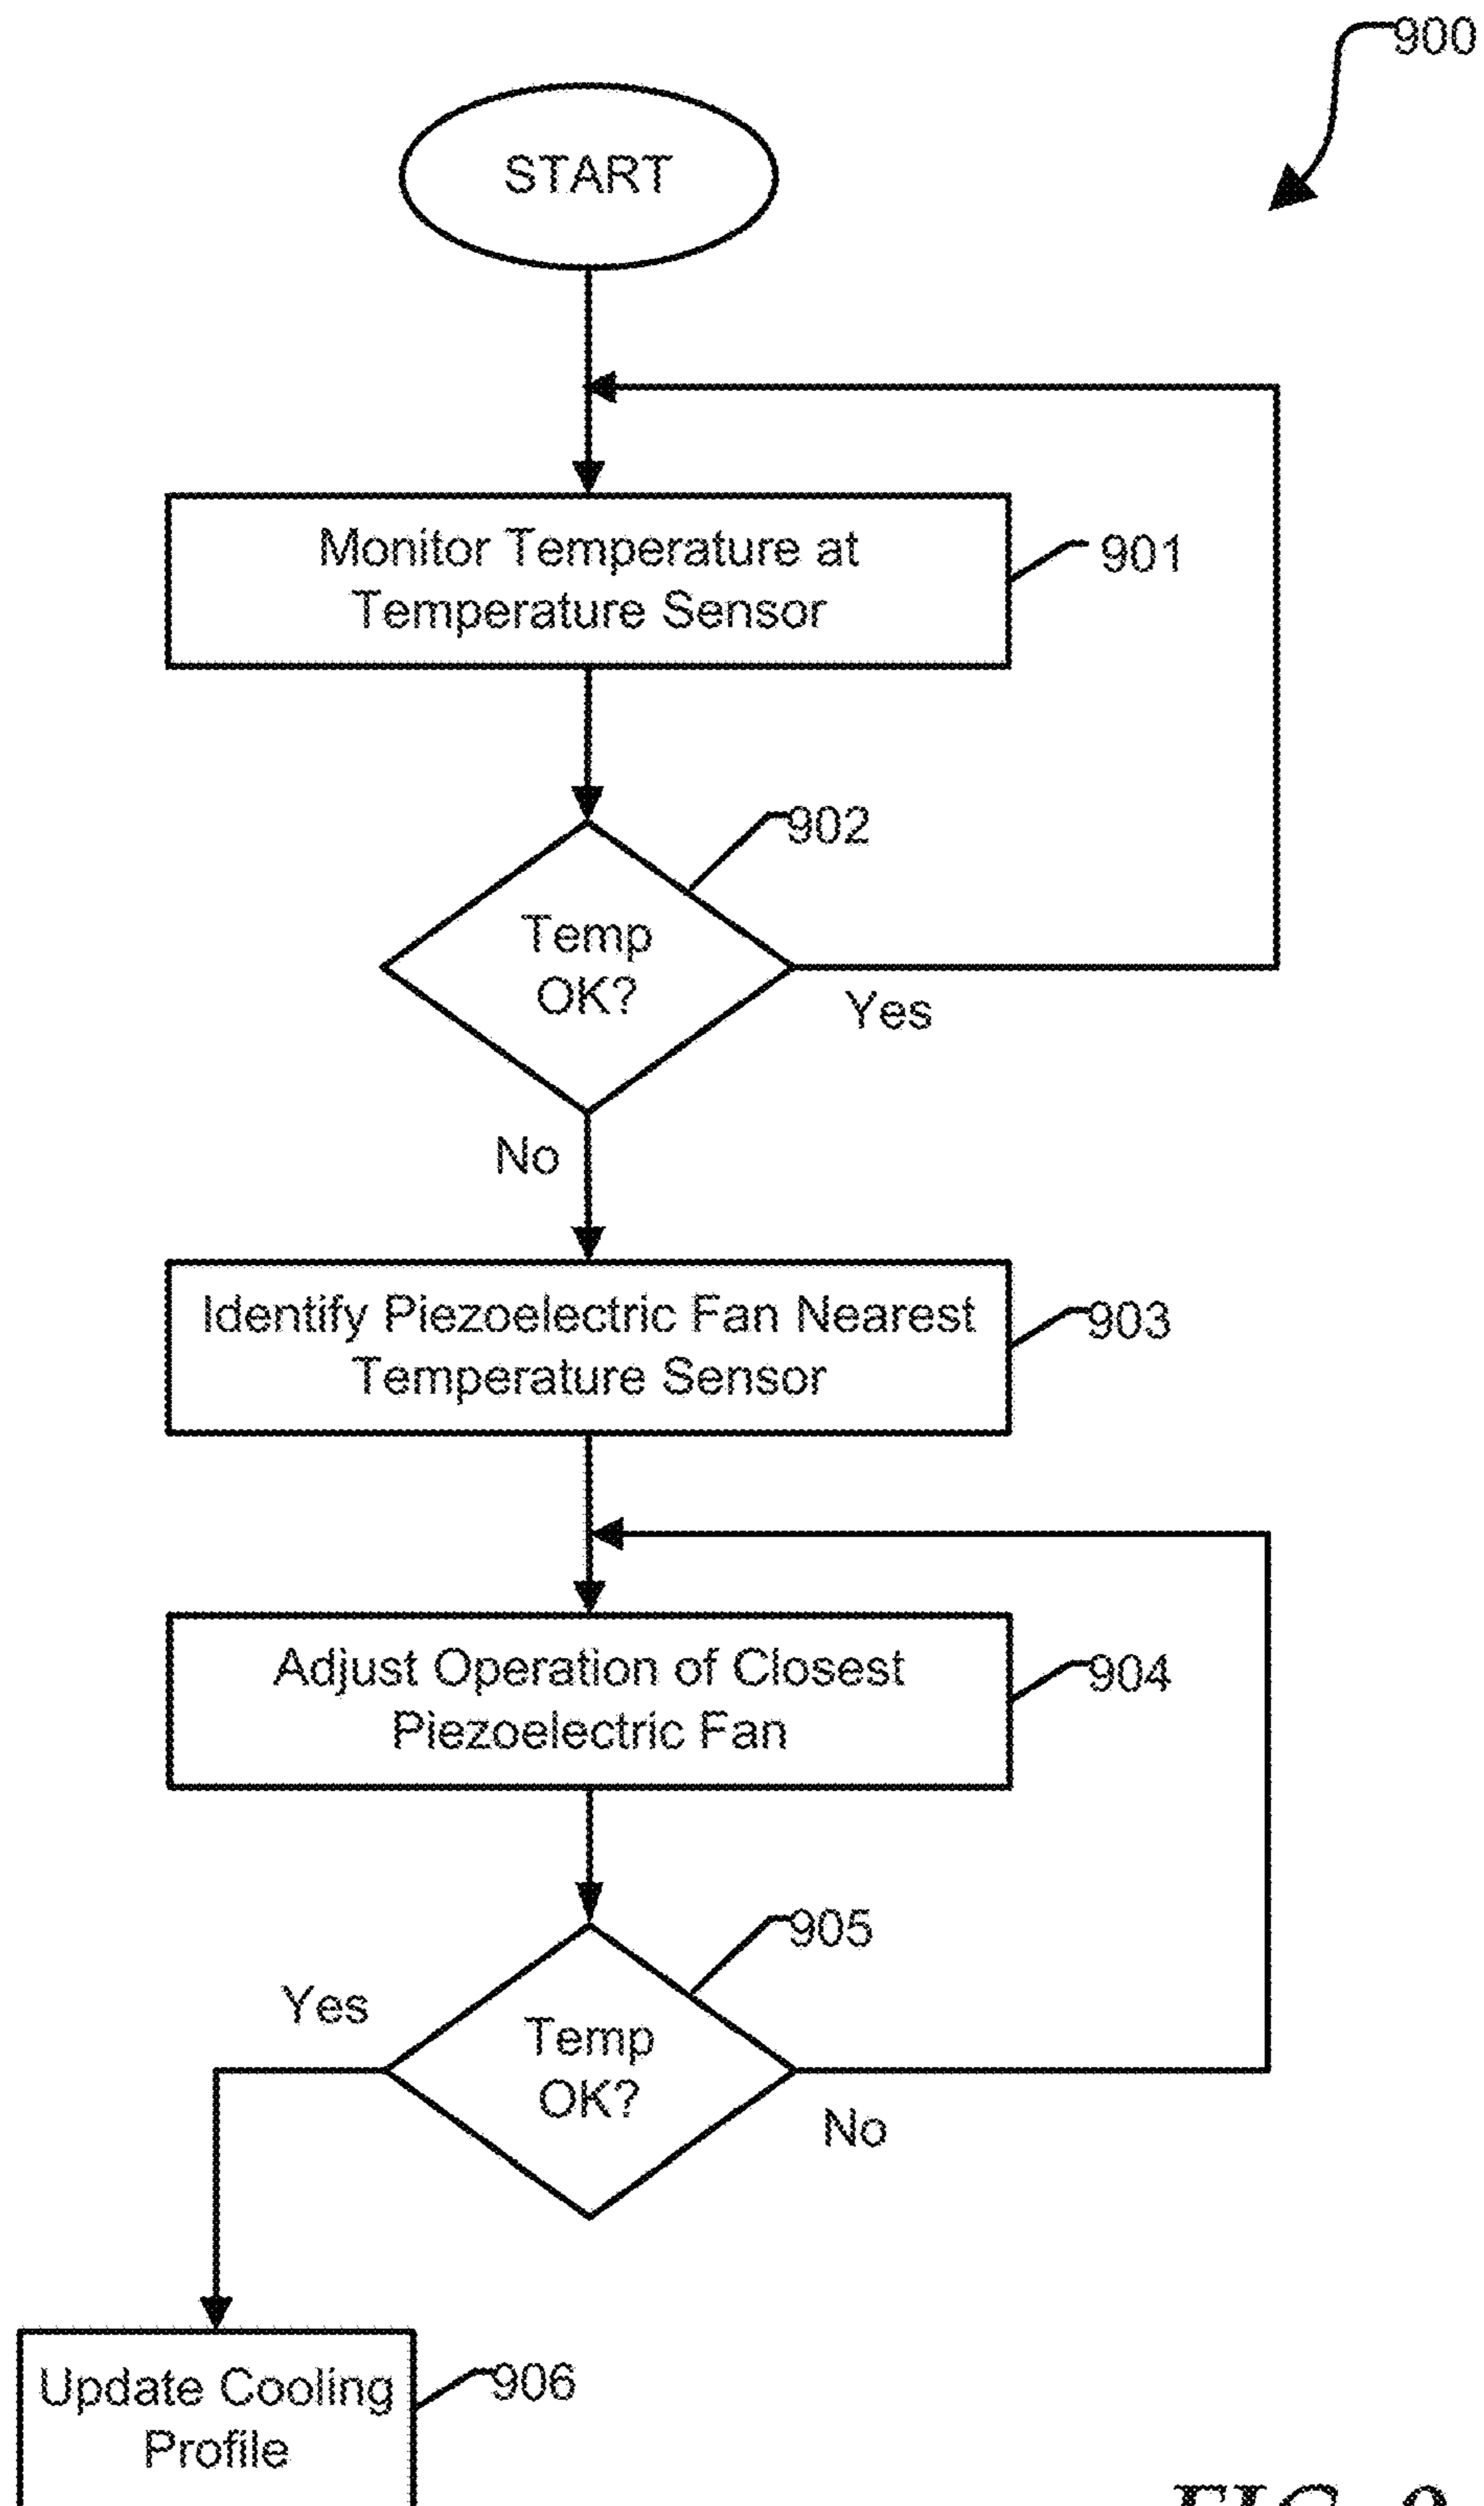 900
START
Monitor Temperature at
Temperature Sensor
901
902
Temp
OK?
Yes
No
Identify Piezoelectric Fan Nearest
Temperature Sensor
903
Adjust Operation of Closest
Piezoelectric Fan
904
905
Yes
Temp
OK?
No
Update Cooling
Profile
906